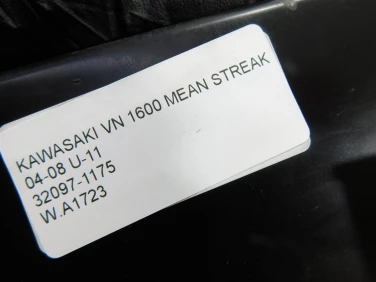 KAWASAKI VN 1600 MEAN STREAK
04-08 U-11
32097-1175
W.A1723